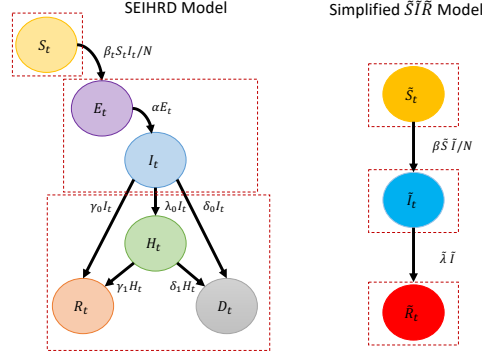 SEIHRD Model
S_t
β_t S_t I_t/N
E_t
αE_t
I_t
γ_0 I_t
λ_0 I_t
δ_0 I_t
H_t
γ_1 H_t
δ_1 H_t
R_t
D_t
Simplified S̃ĨR̃ Model
S̃_t
βS̃ Ĩ/N
Ĩ_t
λ̃ Ĩ
R̃_t